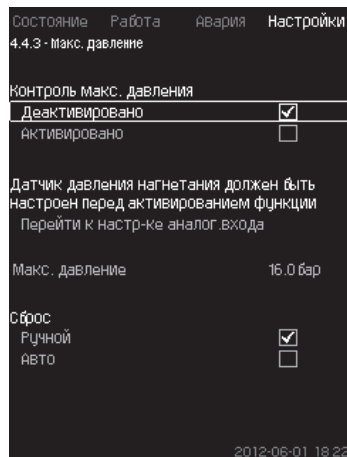 Состояние Работа Авария Настройки
4.4.3 - Макс. давление
Контроль макс. давления
Деактивировано
Активировано
Датчик давления нагнетания должен быть
настроен перед активированием функции
Перейти к настр-ке аналог.входа
Макс. давление 16.0 бар
Сброс
Ручной
Авто
2012-06-01 18:22